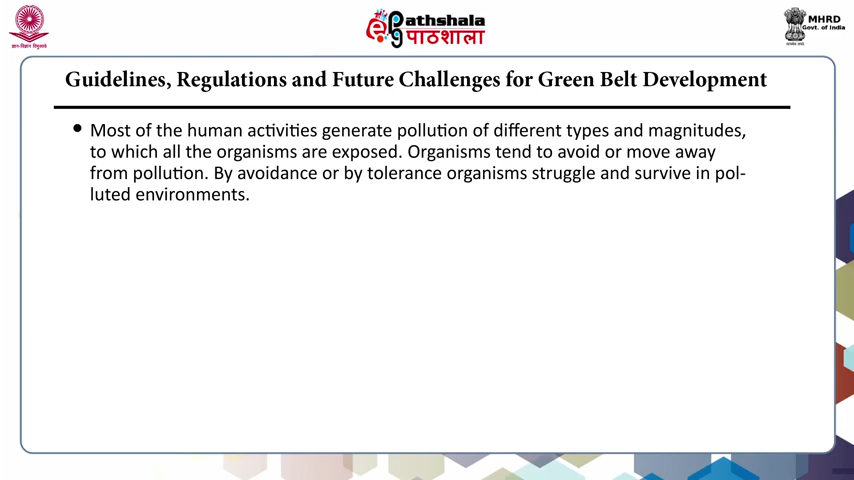 ज्ञान-विज्ञान विमुक्तये
ePathshala
पाठशाला
MHRD
Govt. of India
Guidelines, Regulations and Future Challenges for Green Belt Development
• Most of the human activities generate pollution of different types and magnitudes,
to which all the organisms are exposed. Organisms tend to avoid or move away
from pollution. By avoidance or by tolerance organisms struggle and survive in pol-
luted environments.